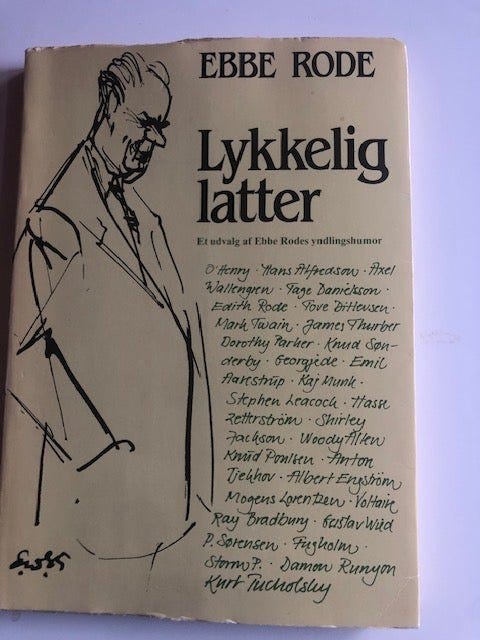 EBBE RODE
Lykkelig
latter
Et udvalg af Ebbe Rodes yndlingshumor
O'Henry · Hans Alfredson · Axel
Wallengren · Tage Danielsson ·
Edith Rode · Tove Ditlevsen ·
Mark Twain · James Thurber
Dorothy Parker · Knud Søn-
derby · Georgjede · Emil
Aarestrup · Kaj Munk ·
Stephen Leacock · Hasse
Zetterström · Shirley
Jackson · Woody Allen
Knud Poulsen · Anton
Tjekhov · Albert Engström
Mogens Lorentzen · Voltaire
Ray Bradbury · Gustav Wied
P. Sørensen · Fugholm ·
Storm P. · Damon Runyon
Kurt Tucholsky